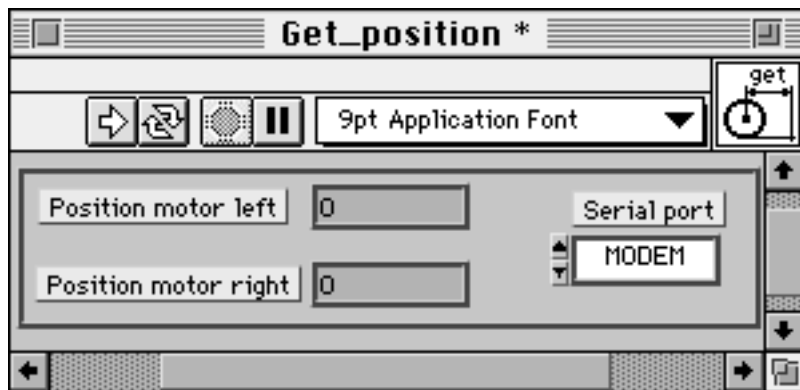 Get_position *
get
9pt Application Font
Position motor left 0
Serial port
MODEM
Position motor right 0